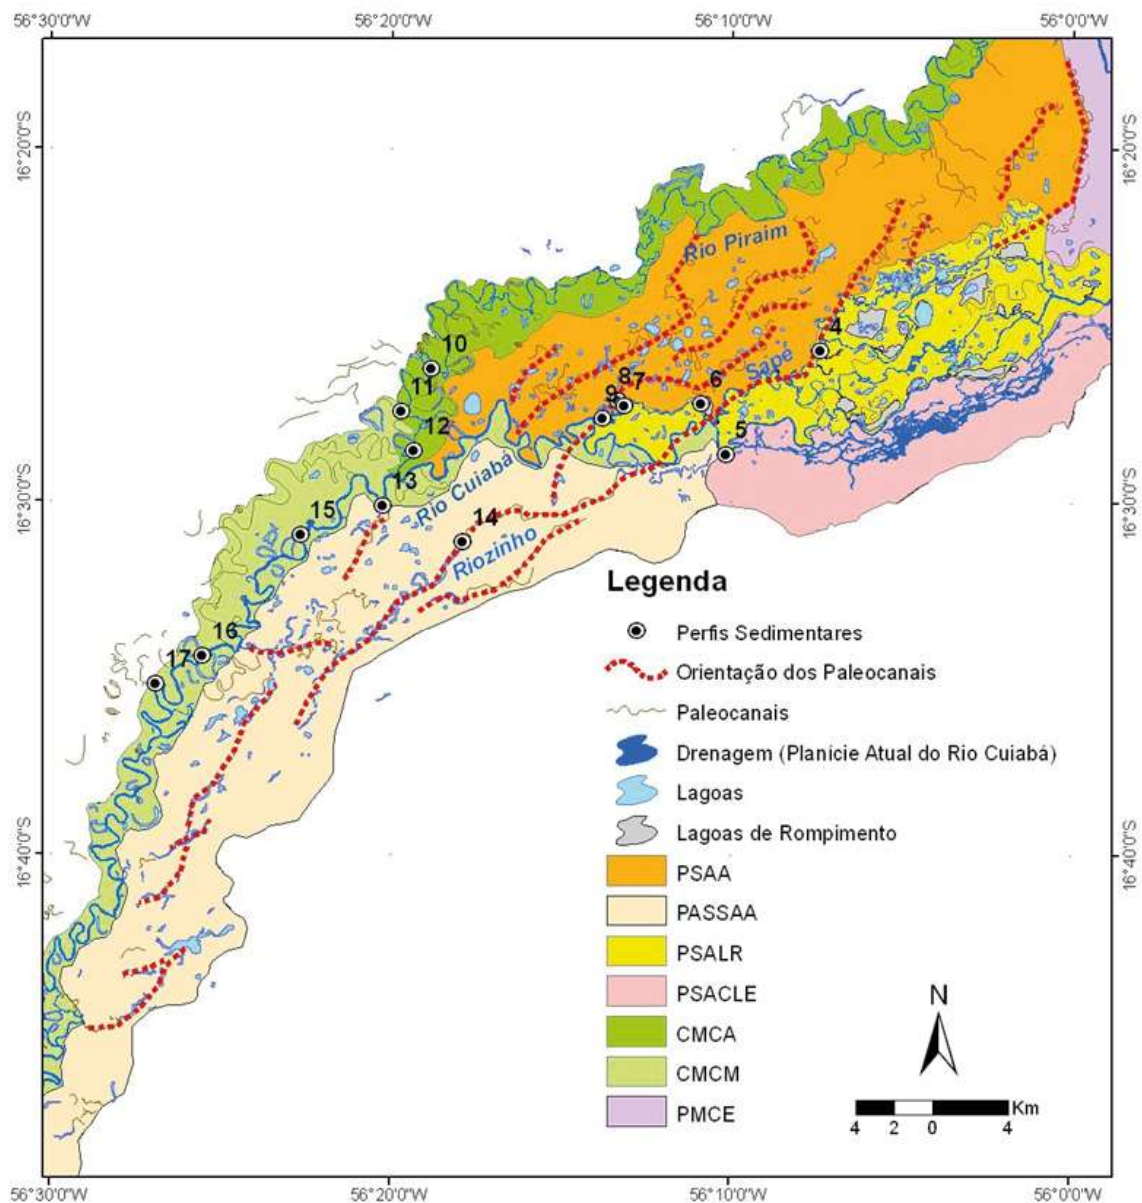 56°30'0"W 56°20'0"W 56°10'0"W 56°0'0"W
16°20'0"S 16°20'0"S
Rio Piraim
4
10
Sape
11
6
8 7
9
12
5
Rio Cuiabá
13
16°30'0"S 16°30'0"S
15
14
Riozinho
Legenda
16
Perfis Sedimentares
17
Orientação dos Paleocanais
Paleocanais
Drenagem (Planície Atual do Rio Cuiabá)
Lagoas
Lagoas de Rompimento
16°40'0"S 16°40'0"S
PSAA
PASSAA
PSALR
PSACLE
N
CMCA
CMCM
PMCE
Km
4 2 0 4
56°30'0"W 56°20'0"W 56°10'0"W 56°0'0"W